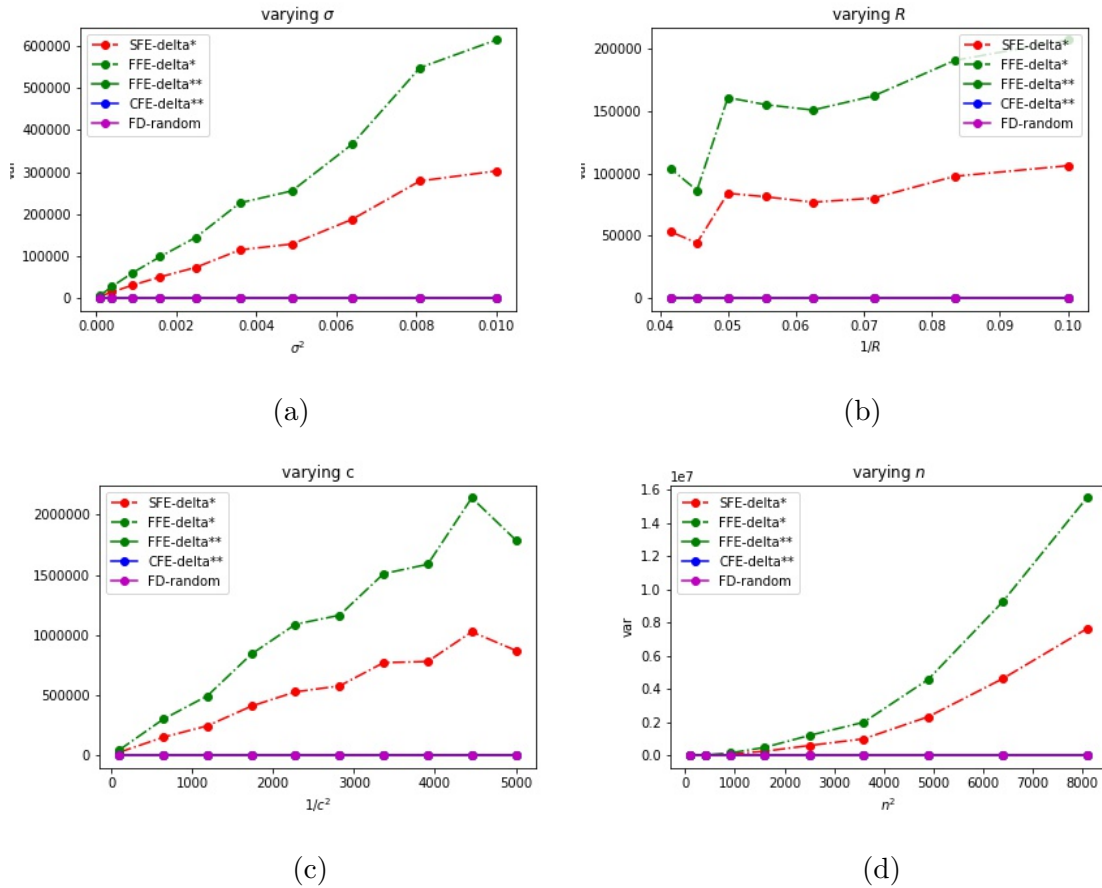 varying σ
600000
500000
400000
300000
200000
100000
0
SFE-delta*
FFE-delta*
FFE-delta**
CFE-delta**
FD-random
0.000 0.002 0.004 0.006 0.008 0.010
σ²
(a)
varying R
200000
150000
100000
50000
0
SFE-delta*
FFE-delta*
FFE-delta**
CFE-delta**
FD-random
0.04 0.05 0.06 0.07 0.08 0.09 0.10
1/R
(b)
varying c
2000000
1500000
1000000
500000
0
SFE-delta*
FFE-delta*
FFE-delta**
CFE-delta**
FD-random
0 1000 2000 3000 4000 5000
1/c²
(c)
varying n
1e7
1.6
1.4
1.2
1.0
0.8
0.6
0.4
0.2
0.0
var
SFE-delta*
FFE-delta*
FFE-delta**
CFE-delta**
FD-random
0 1000 2000 3000 4000 5000 6000 7000 8000
n²
(d)